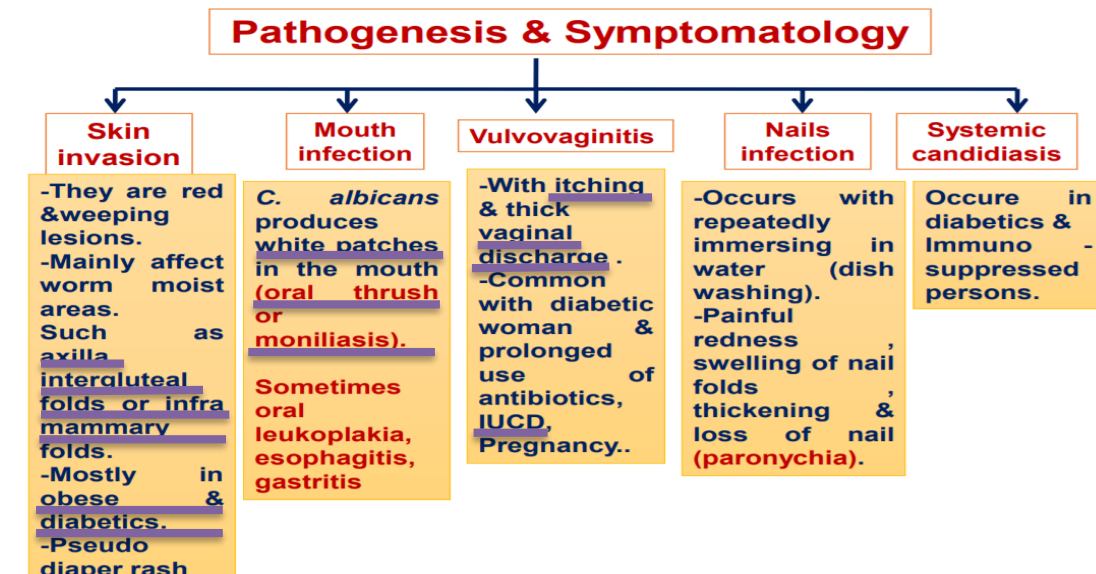 Pathogenesis & Symptomatology
Skin
invasion
-They are red
&weeping
lesions.
-Mainly affect
worm moist
areas.
Such as
axilla
intergluteal
folds or infra
mammary
folds.
-Mostly in
obese &
diabetics.
-Pseudo
diaper rash
Mouth
infection
C. albicans
produces
white patches
in the mouth
(oral thrush
or
moniliasis).
Sometimes
oral
leukoplakia,
esophagitis,
gastritis
Vulvovaginitis
-With itching
& thick
vaginal
discharge .
-Common
with diabetic
woman &
prolonged
use of
antibiotics,
IUCD,
Pregnancy..
Nails
infection
-Occurs with
repeatedly
immersing in
water (dish
washing).
-Painful
redness ,
swelling of nail
folds ,
thickening &
loss of nail
(paronychia).
Systemic
candidiasis
Occure in
diabetics &
Immuno -
suppressed
persons.